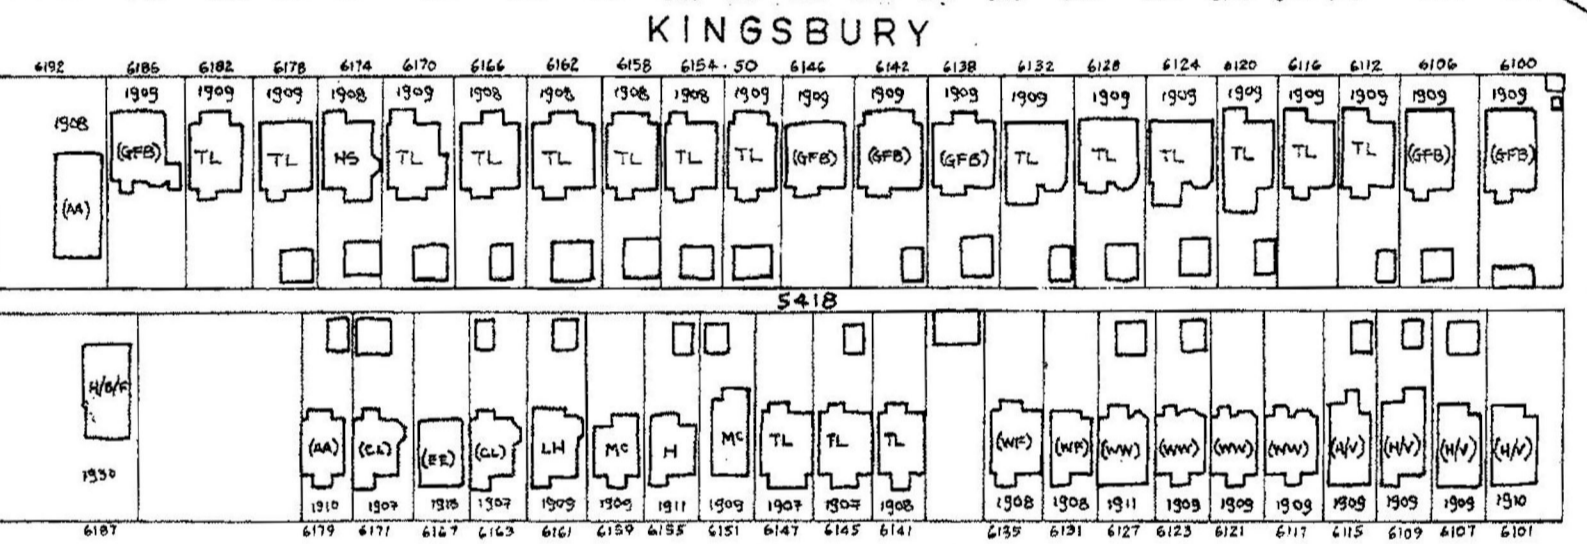 KINGSBURY
6192 6186 6182 6178 6174 6170 6166 6162 6158 6154·50 6146 6142 6138 6132 6128 6124 6120 6116 6112 6106 6100
1909 1909 1909 1908 1909 1908 1908 1908 1908 1909 1909 1909 1909 1909 1909 1909 1909 1909 1909 1909 1909
1908
(GFB) TL TL NS TL TL TL TL TL TL (GFB) (GFB) (GFB) TL TL TL TL TL TL (GFB) (GFB)
(AA)
5418
H/B/F
(AA) (CL) (EE) (CL) LH MC H MC TL TL TL (WF) (WF) (WW) (WW) (WW) (WW) (H/V) (H/V) (H/V) (H/V)
1930
1910 1907 1907 1909 1909 1911 1909 1907 1907 1908 1908 1908 1911 1909 1909 1909 1909 1909 1909 1910
6187 6179 6171 6167 6163 6161 6159 6155 6151 6147 6145 6141 6135 6131 6127 6123 6121 6117 6115 6109 6107 6101